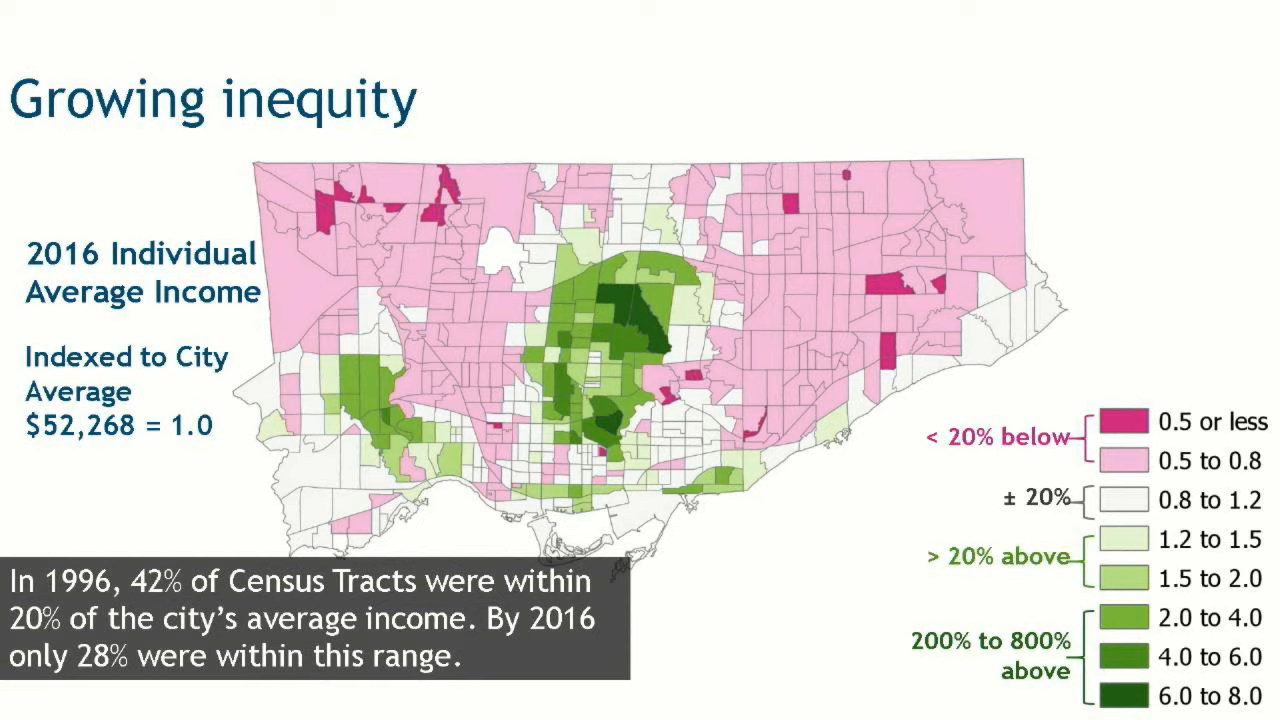 Growing inequity
2016 Individual
Average Income
Indexed to City
Average
$52,268 = 1.0
< 20% below
± 20%
> 20% above
200% to 800%
above
0.5 or less
0.5 to 0.8
0.8 to 1.2
1.2 to 1.5
1.5 to 2.0
2.0 to 4.0
4.0 to 6.0
6.0 to 8.0
In 1996, 42% of Census Tracts were within
20% of the city's average income. By 2016
only 28% were within this range.